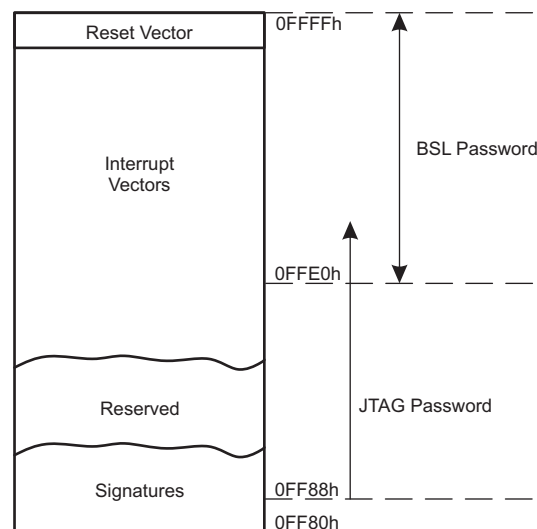 Reset Vector
0FFFFh
BSL Password
Interrupt
Vectors
0FFE0h
Reserved
JTAG Password
Signatures
0FF88h
0FF80h